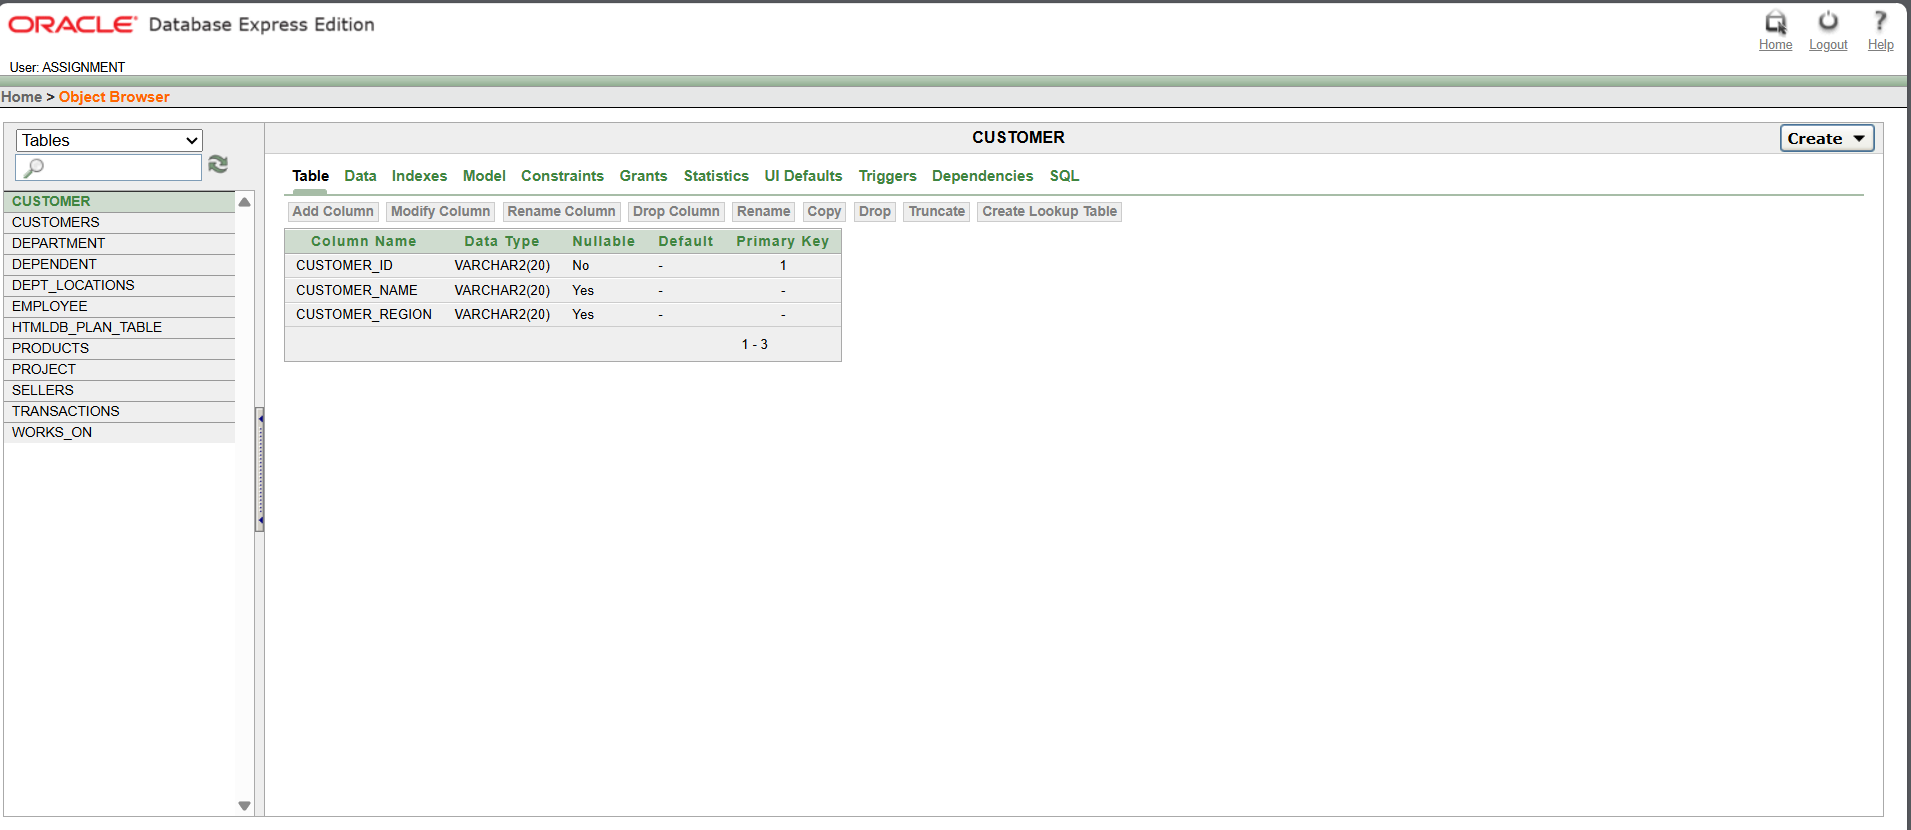 ORACLE Database Express Edition
Home Logout Help
User: ASSIGNMENT
Home > Object Browser
Tables
CUSTOMER
CUSTOMERS
DEPARTMENT
DEPENDENT
DEPT_LOCATIONS
EMPLOYEE
HTMLDB_PLAN_TABLE
PRODUCTS
PROJECT
SELLERS
TRANSACTIONS
WORKS_ON
CUSTOMER
Create
Table Data Indexes Model Constraints Grants Statistics UI Defaults Triggers Dependencies SQL
Add Column Modify Column Rename Column Drop Column Rename Copy Drop Truncate Create Lookup Table
Column Name Data Type Nullable Default Primary Key
CUSTOMER_ID VARCHAR2(20) No - 1
CUSTOMER_NAME VARCHAR2(20) Yes - -
CUSTOMER_REGION VARCHAR2(20) Yes - -
1 - 3